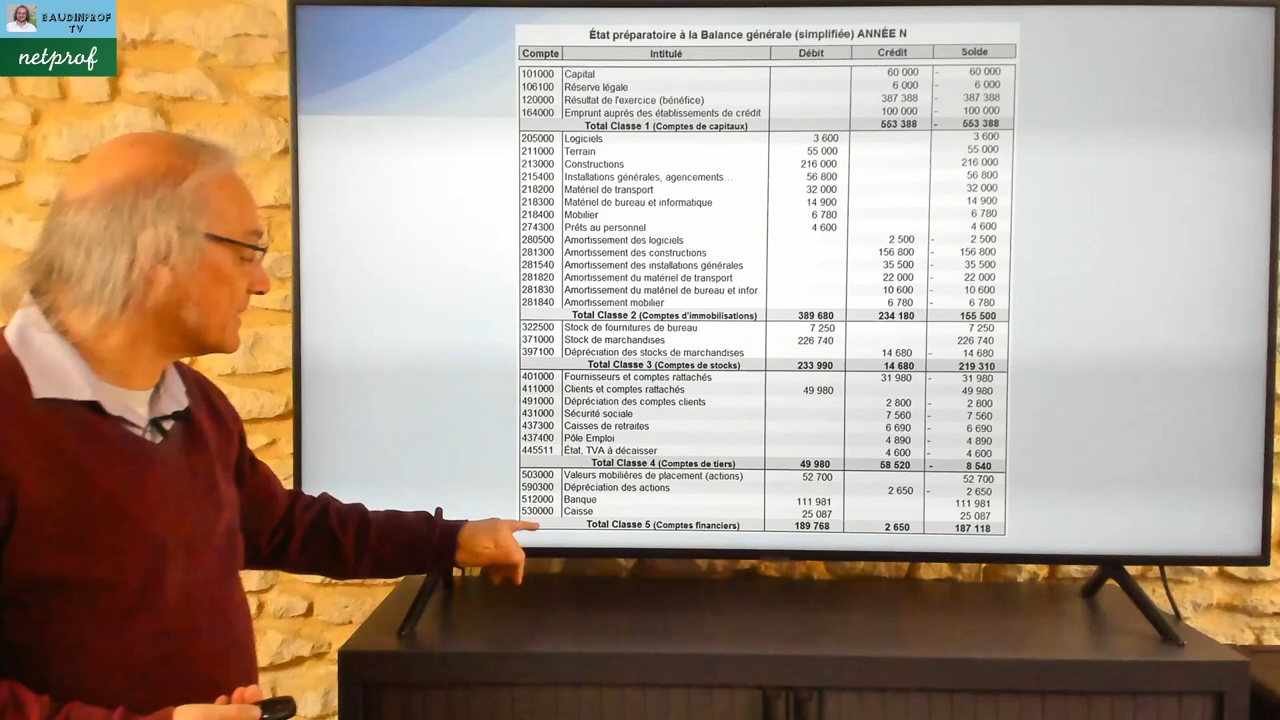 BAUDINPROF
TV
netprof
État préparatoire à la Balance générale (simplifiée) ANNÉE N
Compte Intitulé Débit Crédit Solde
101000 Capital 60 000 - 60 000
106100 Réserve légale 6 000 - 6 000
120000 Résultat de l'exercice (bénéfice) 387 388 - 387 388
164000 Emprunt auprès des établissements de crédit 100 000 - 100 000
Total Classe 1 (Comptes de capitaux) 553 388 - 553 388
205000 Logiciels 3 600 3 600
211000 Terrain 55 000 55 000
213000 Constructions 216 000 216 000
215400 Installations générales, agencements... 56 800 56 800
218200 Matériel de transport 32 000 32 000
218300 Matériel de bureau et informatique 14 900 14 900
218400 Mobilier 6 780 6 780
274300 Prêts au personnel 4 600 4 600
280500 Amortissement des logiciels 2 500 - 2 500
281300 Amortissement des constructions 156 800 - 156 800
281540 Amortissement des installations générales 35 500 - 35 500
281820 Amortissement du matériel de transport 22 000 - 22 000
281830 Amortissement du matériel de bureau et infor 10 600 - 10 600
281840 Amortissement mobilier 6 780 - 6 780
Total Classe 2 (Comptes d'immobilisations) 389 680 234 180 155 500
322500 Stock de fournitures de bureau 7 250 7 250
371000 Stock de marchandises 226 740 226 740
397100 Dépréciation des stocks de marchandises 14 680 - 14 680
Total Classe 3 (Comptes de stocks) 233 990 14 680 219 310
401000 Fournisseurs et comptes rattachés 31 980 - 31 980
411000 Clients et comptes rattachés 49 980 49 980
491000 Dépréciation des comptes clients 2 800 - 2 800
431000 Sécurité sociale 7 560 - 7 560
437300 Caisses de retraites 6 690 - 6 690
437400 Pôle Emploi 4 890 - 4 890
445511 État, TVA à décaisser 4 600 - 4 600
Total Classe 4 (Comptes de tiers) 49 980 58 520 - 8 540
503000 Valeurs mobilières de placement (actions) 52 700 52 700
590300 Dépréciation des actions 2 650 - 2 650
512000 Banque 111 981 111 981
530000 Caisse 25 087 25 087
Total Classe 5 (Comptes financiers) 189 768 2 650 187 118